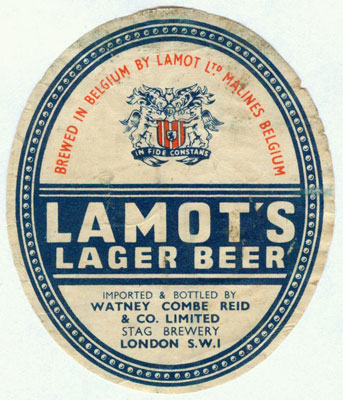 BREWED IN BELGIUM BY LAMOT LTD MALINES BELGIUM
IN FIDE CONSTANS
LAMOT'S
LAGER BEER
IMPORTED & BOTTLED BY
WATNEY COMBE REID
& CO. LIMITED
STAG BREWERY
LONDON S.W.1